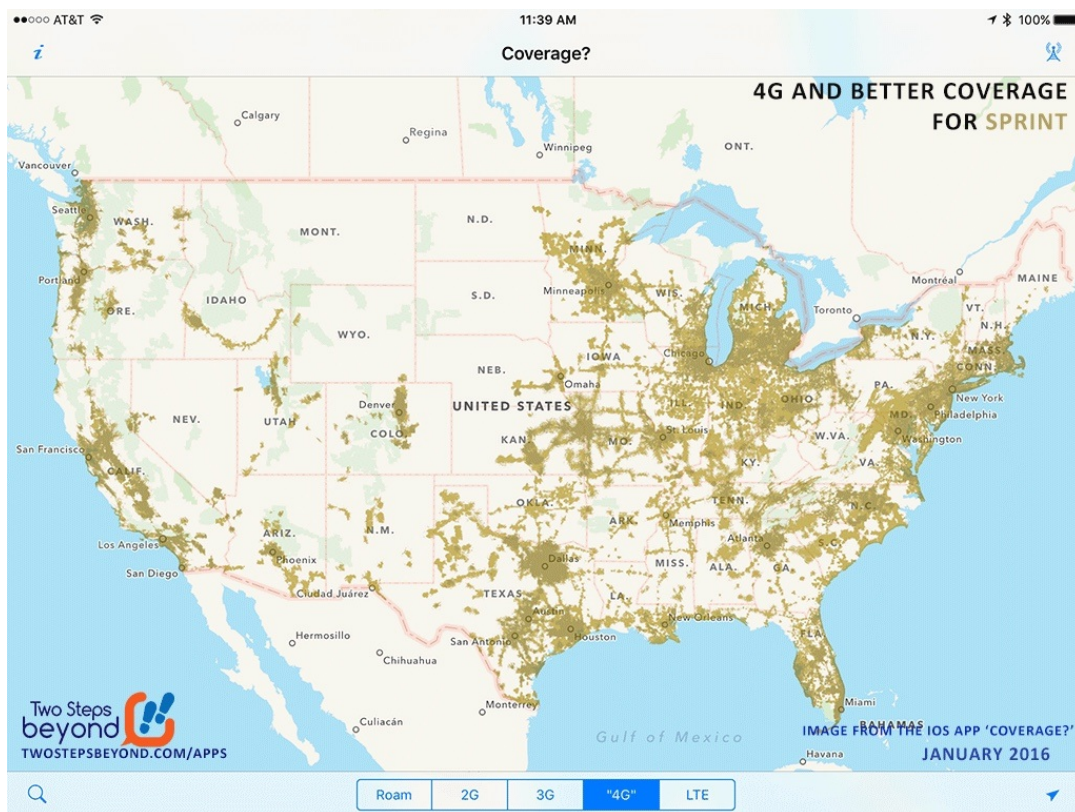 AT&T
11:39 AM
100%
i
Coverage?
4G AND BETTER COVERAGE
FOR SPRINT
Calgary
Regina
Winnipeg
ONT.
Vancouver
Seattle
WASH.
MONT.
N.D.
MINN.
Montréal
MAINE
Portland
ORE.
IDAHO
S.D.
Minneapolis
WIS.
MICH.
Toronto
VT.
N.H.
WYO.
N.Y.
MASS.
CONN.
IOWA
Chicago
NEB.
Omaha
PA.
New York
NEV.
UTAH
Denver
COLO.
UNITED STATES
ILL.
IND.
OHIO
MD.
Philadelphia
Washington
San Francisco
CALIF.
KAN.
MO.
St. Louis
W.VA.
VA.
KY.
OKLA.
TENN.
N.C.
Los Angeles
ARIZ.
Phoenix
N.M.
ARK.
Memphis
Atlanta
S.C.
San Diego
Dallas
MISS.
ALA.
GA.
Ciudad Juárez
TEXAS
LA.
Austin
New Orleans
Hermosillo
San Antonio
Houston
FLA.
Chihuahua
Two Steps
beyond
TWOSTEPSBEYOND.COM/APPS
Monterrey
Miami
Culiacán
BAHAMAS
Gulf of Mexico
IMAGE FROM THE IOS APP 'COVERAGE?'
JANUARY 2016
Havana
Roam
2G
3G
"4G"
LTE